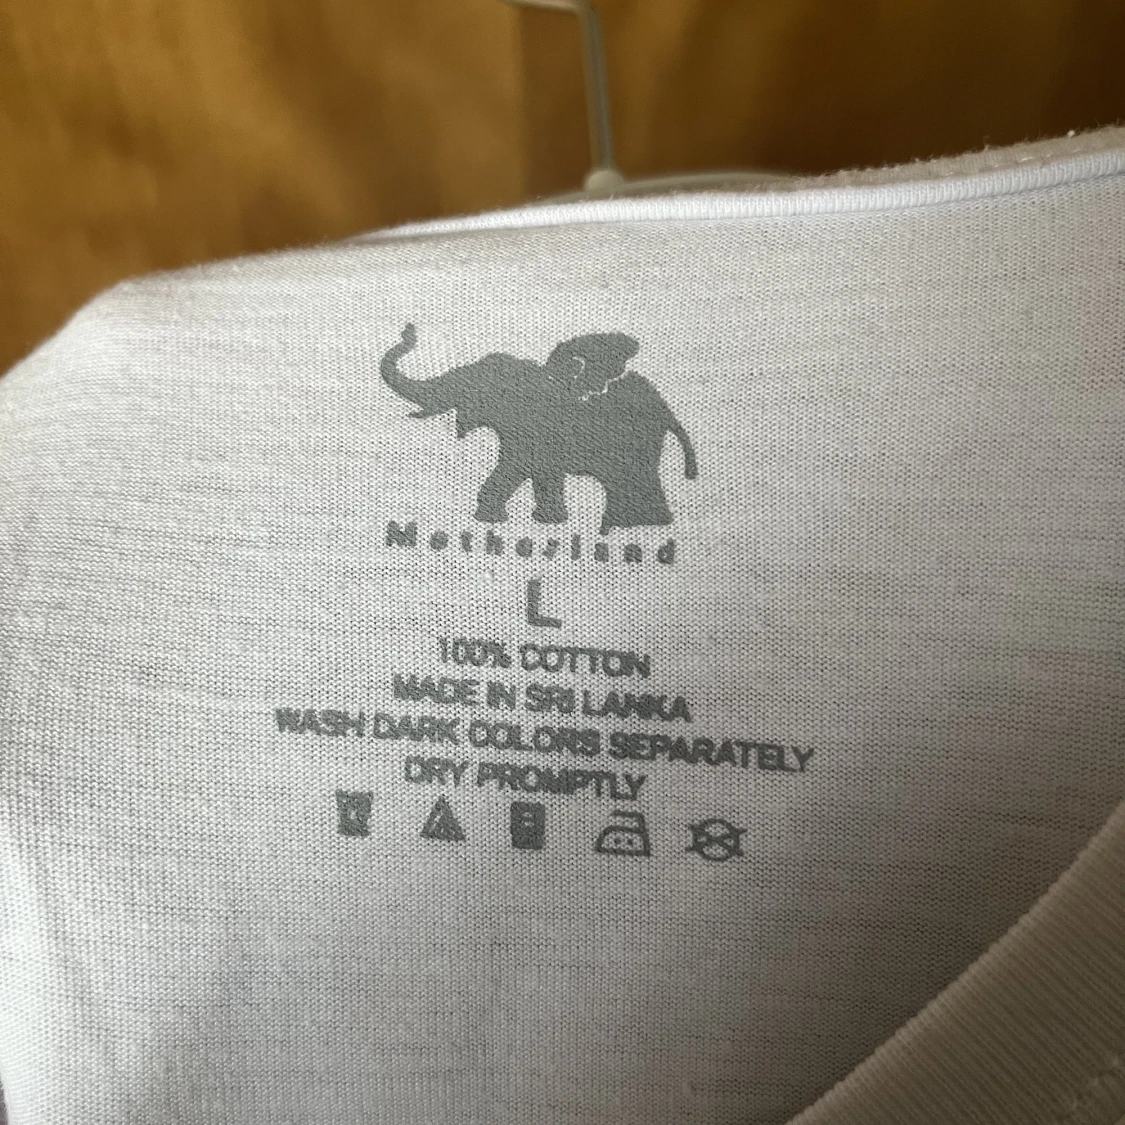 Motherland
L
100% COTTON
MADE IN SRI LANKA
WASH DARK COLORS SEPARATELY
DRY PROMPTLY